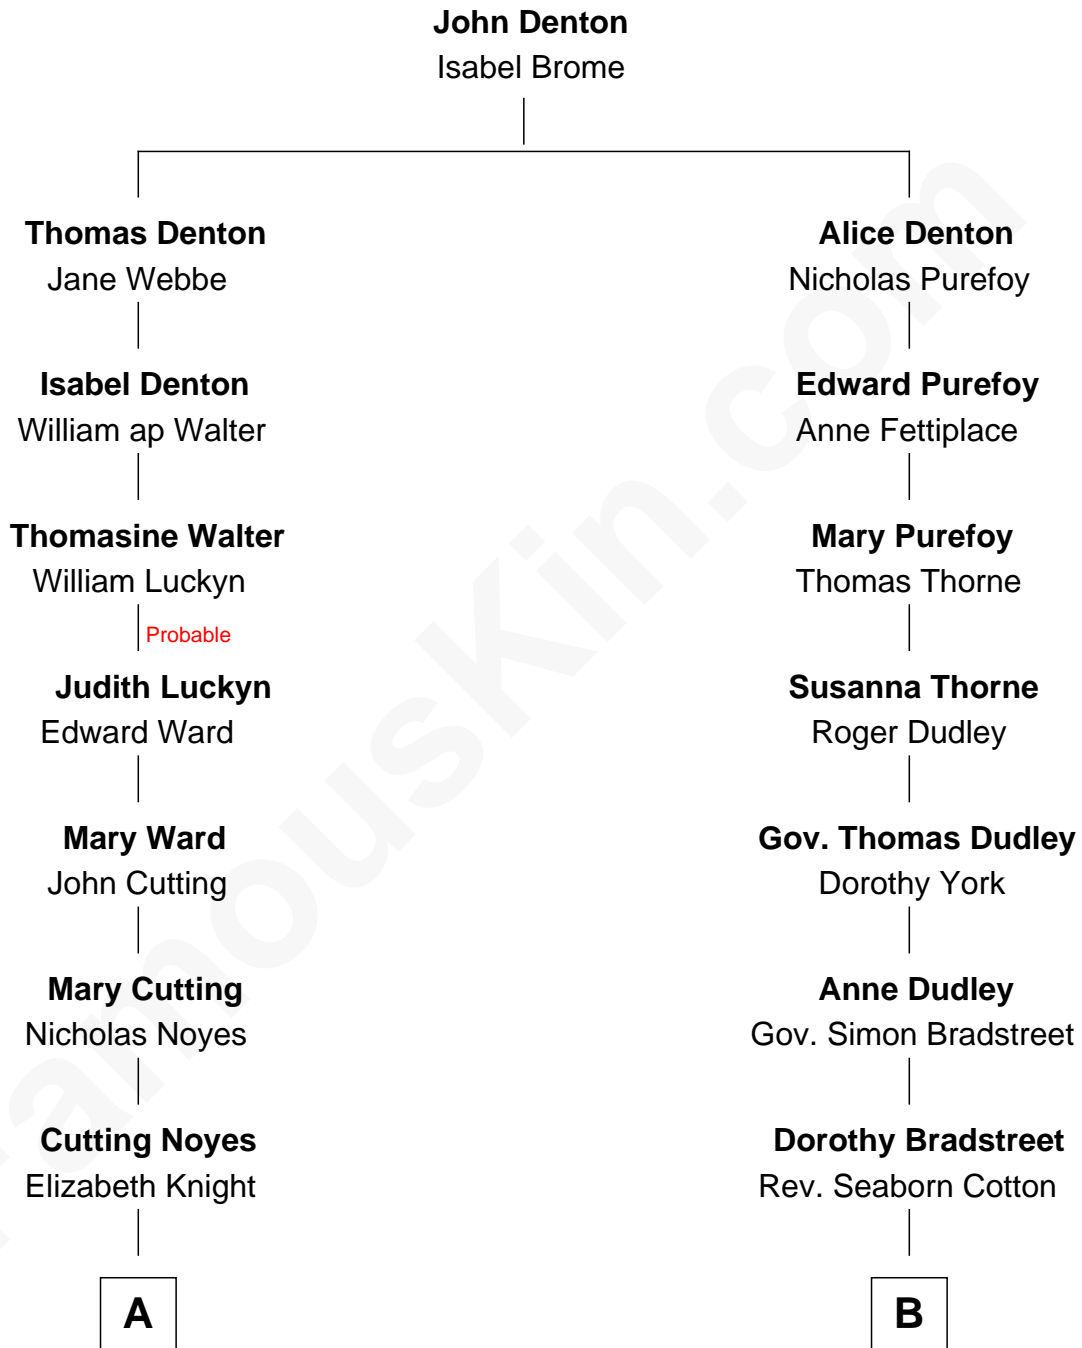 John Denton
Isabel Brome
Thomas Denton
Jane Webbe
Alice Denton
Nicholas Purefoy
Isabel Denton
William ap Walter
Edward Purefoy
Anne Fettiplace
Thomasine Walter
William Luckyn
Mary Purefoy
Thomas Thorne
Probable
Judith Luckyn
Edward Ward
Susanna Thorne
Roger Dudley
Mary Ward
John Cutting
Gov. Thomas Dudley
Dorothy York
Mary Cutting
Nicholas Noyes
Anne Dudley
Gov. Simon Bradstreet
Cutting Noyes
Elizabeth Knight
Dorothy Bradstreet
Rev. Seaborn Cotton
A
B
FamousKin.com